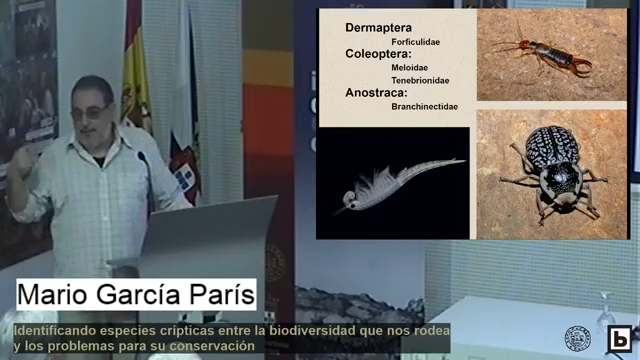 Dermaptera
Forficulidae
Coleoptera:
Meloidae
Tenebrionidae
Anostraca:
Branchinectidae
Mario García París
Identificando especies crípticas entre la biodiversidad que nos rodea
y los problemas para su conservación
b